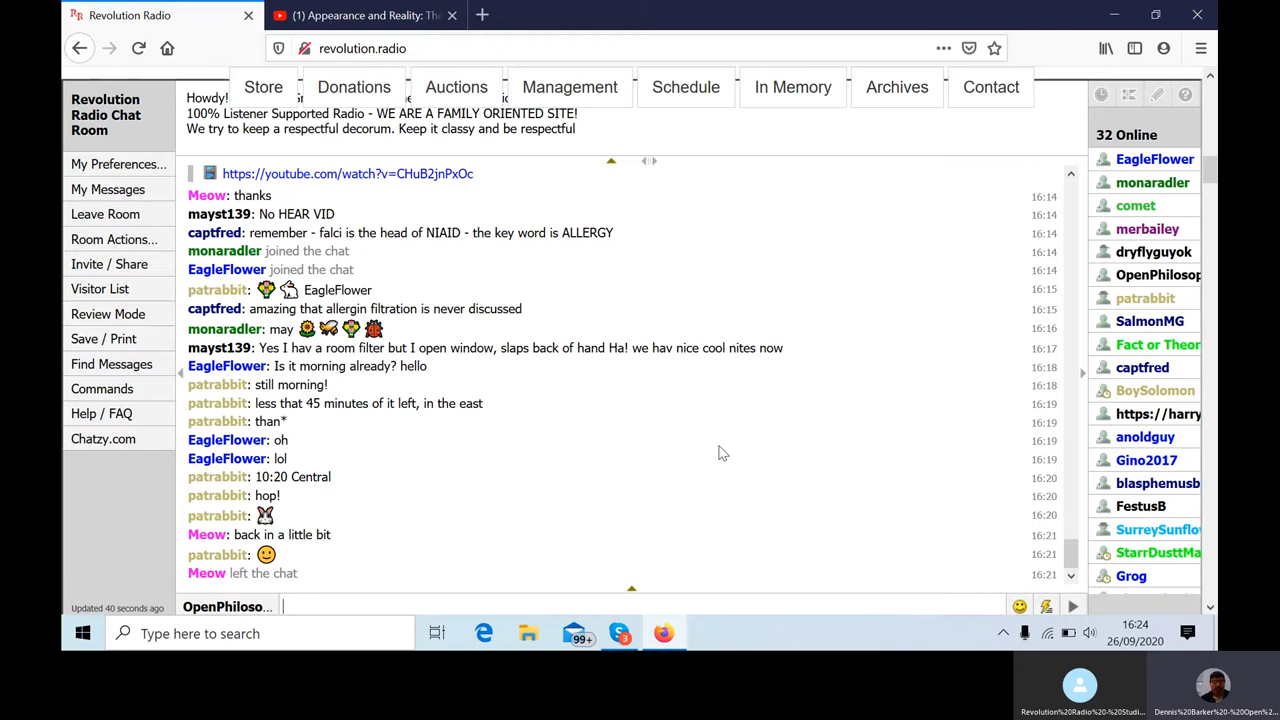 Revolution Radio
(1) Appearance and Reality: The
revolution.radio
Store
Donations
Auctions
Management
Schedule
In Memory
Archives
Contact
Revolution
Radio Chat
Room
My Preferences...
My Messages
Leave Room
Room Actions...
Invite / Share
Visitor List
Review Mode
Save / Print
Find Messages
Commands
Help / FAQ
Chatzy.com
Updated 40 seconds ago
Howdy!
100% Listener Supported Radio - WE ARE A FAMILY ORIENTED SITE!
We try to keep a respectful decorum. Keep it classy and be respectful
https://youtube.com/watch?v=CHuB2jnPxOc
Meow: thanks 16:14
mayst139: No HEAR VID 16:14
captfred: remember - falci is the head of NIAID - the key word is ALLERGY 16:14
monaradler joined the chat 16:14
EagleFlower joined the chat 16:14
patrabbit: EagleFlower 16:15
captfred: amazing that allergin filtration is never discussed 16:15
monaradler: may 16:16
mayst139: Yes I hav a room filter but I open window, slaps back of hand Ha! we hav nice cool nites now 16:17
EagleFlower: Is it morning already? hello 16:18
patrabbit: still morning! 16:18
patrabbit: less that 45 minutes of it left, in the east 16:19
patrabbit: than* 16:19
EagleFlower: oh 16:19
EagleFlower: lol 16:19
patrabbit: 10:20 Central 16:20
patrabbit: hop! 16:20
patrabbit: 16:20
Meow: back in a little bit 16:21
patrabbit: 16:21
Meow left the chat 16:21
OpenPhiloso...
32 Online
EagleFlower
monaradler
comet
merbailey
dryflyguyok
OpenPhilosop
patrabbit
SalmonMG
Fact or Theor
captfred
BoySolomon
https://harry
anoldguy
Gino2017
blasphemusb
FestusB
SurreySunflo
StarrDusttMa
Grog
Type here to search
99+
3
16:24
26/09/2020
Revolution%20Radio%20-%20Studi...
Dennis%20Barker%20-%20Open%2...